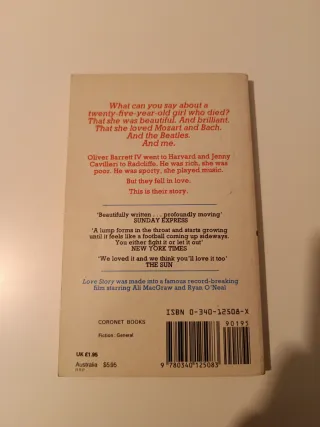 What can you say about a
twenty-five-year-old girl who died?
That she was beautiful. And brilliant.
That she loved Mozart and Bach.
And the Beatles.
And me.
Oliver Barrett IV went to Harvard and Jenny
Cavilleri to Radcliffe. He was rich, she was
poor. He was sporty, she played music.
But they fell in love.
This is their story.
'Beautifully written . . . profoundly moving'
SUNDAY EXPRESS
'A lump forms in the throat and starts growing
until it feels like a football coming up sideways.
You either fight it or let it out'
NEW YORK TIMES
'We loved it and we think you'll love it too'
THE SUN
Love Story was made into a famous record-breaking
film starring Ali MacGraw and Ryan O'Neal
ISBN 0-340-12508-X
90195
CORONET BOOKS
Fiction: General
UK £1.95
Australia $5.95
9 780340 125083